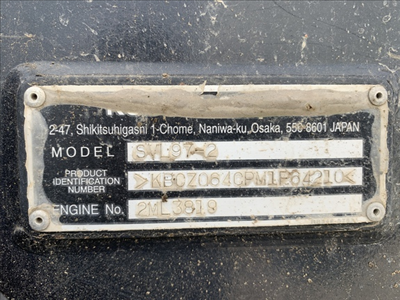 2-47, Shikitsuhigashi 1-Chome, Naniwa-ku, Osaka, 556-8601 JAPAN
MODEL SVL97-2
PRODUCT IDENTIFICATION NUMBER >KBCZ064CPM1F64210<
ENGINE No. 2ML3819